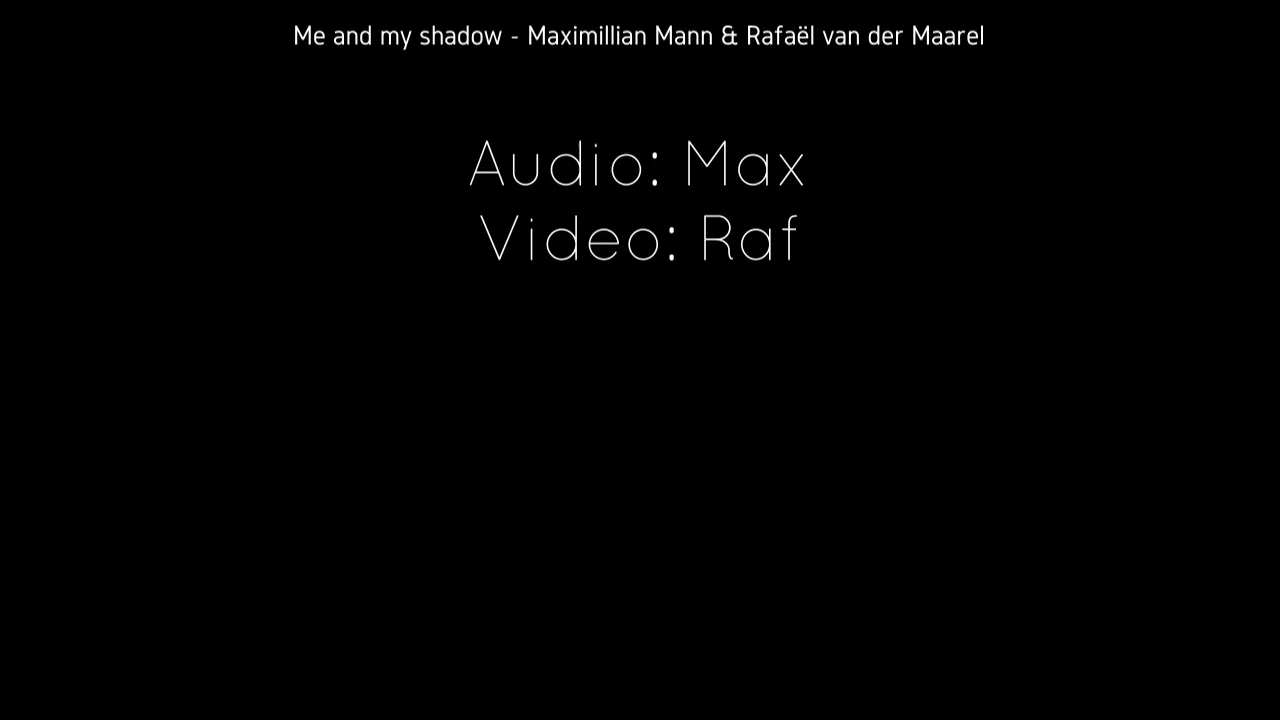 Me and my shadow - Maximillian Mann & Rafaël van der Maarel
Audio: Max
Video: Raf